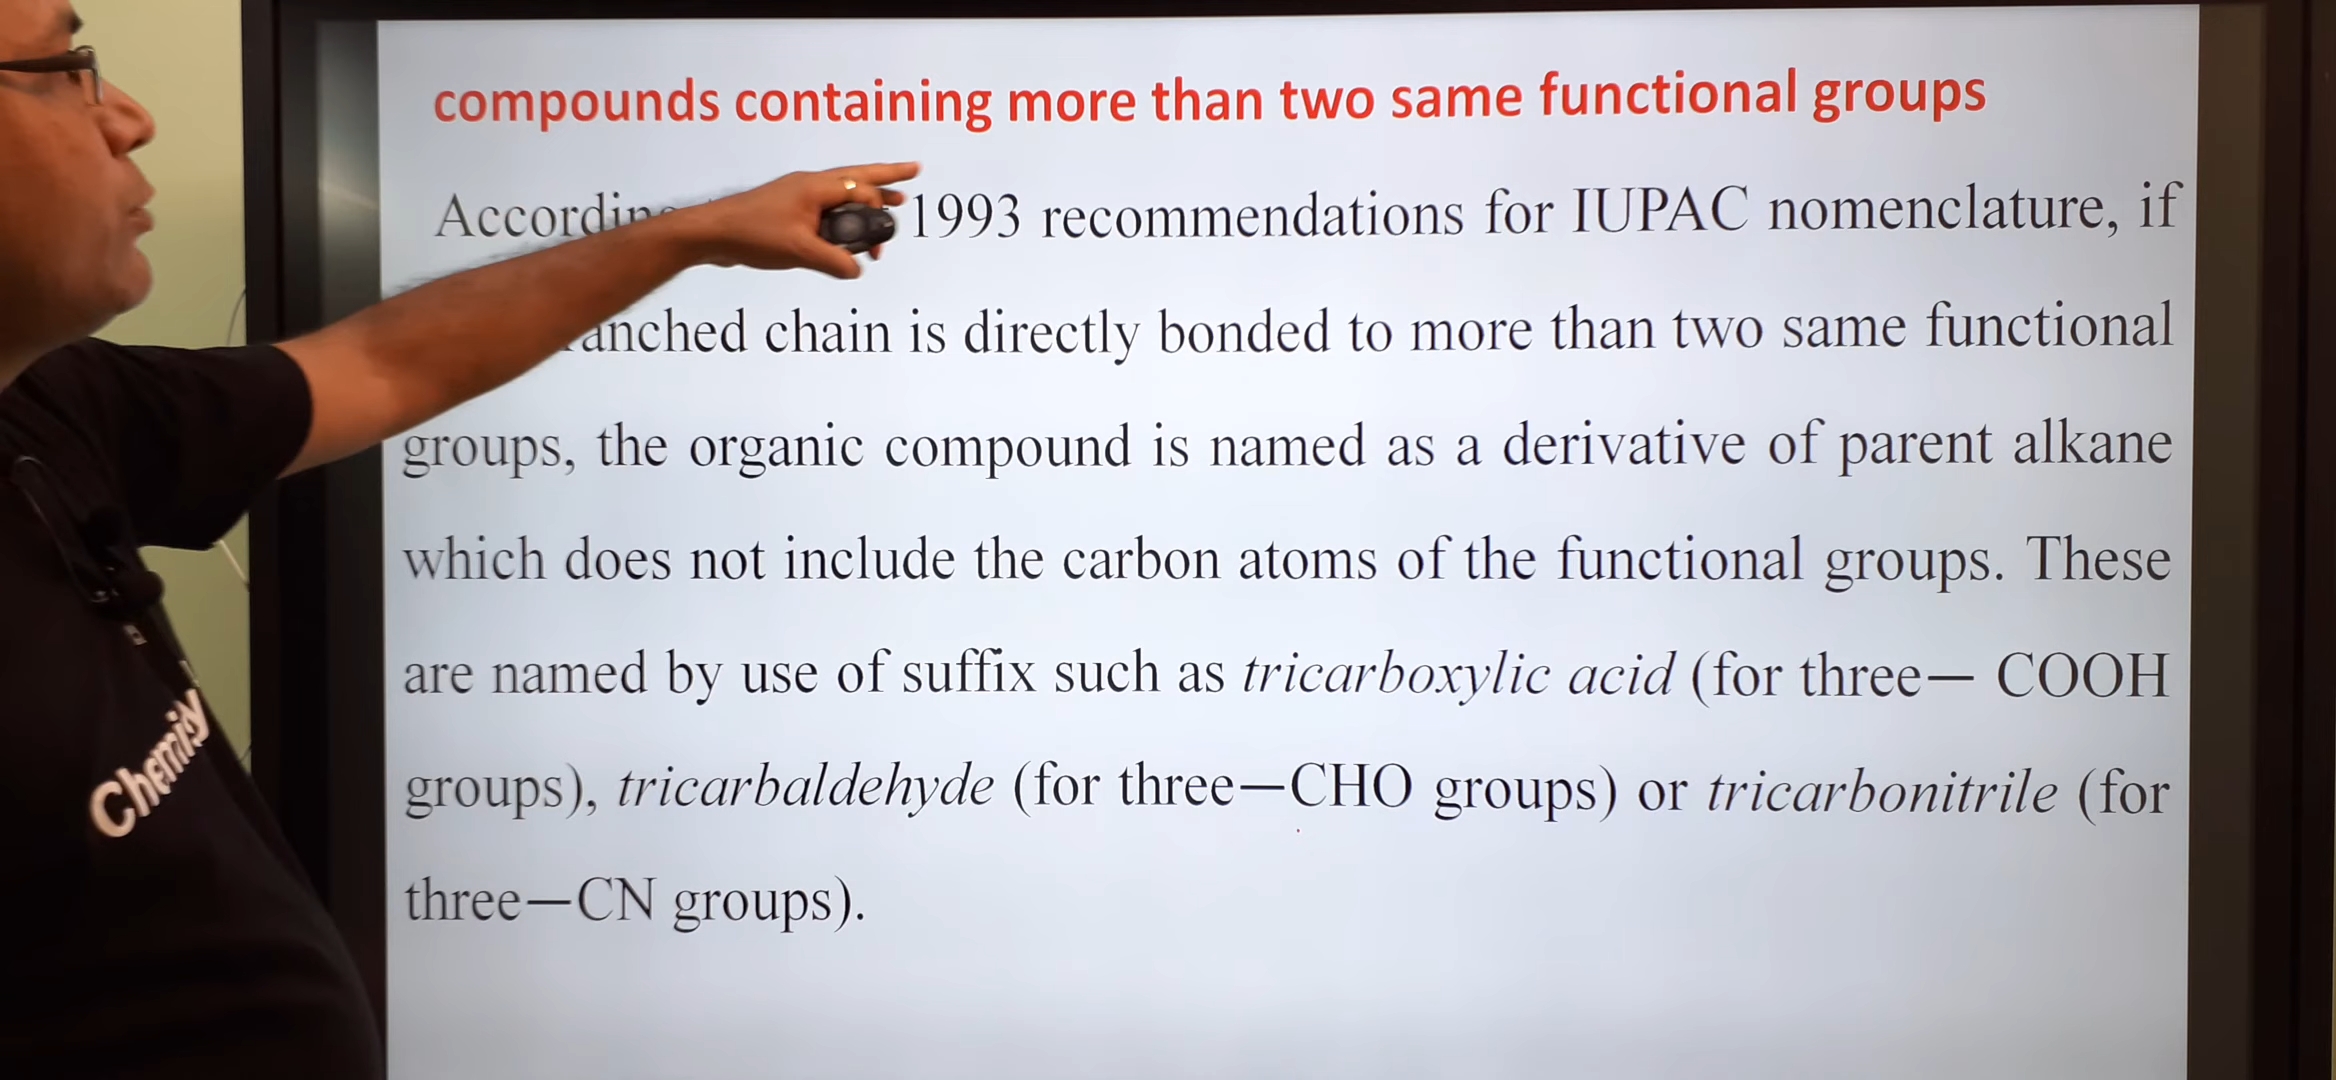 compounds containing more than two same functional groups
1993 recommendations for IUPAC nomenclature, if
chain is directly bonded to more than two same functional
groups, the organic compound is named as a derivative of parent alkane
which does not include the carbon atoms of the functional groups. These
are named by use of suffix such as tricarboxylic acid (for three— COOH
groups), tricarbaldehyde (for three—CHO groups) or tricarbonitrile (for
three—CN groups).